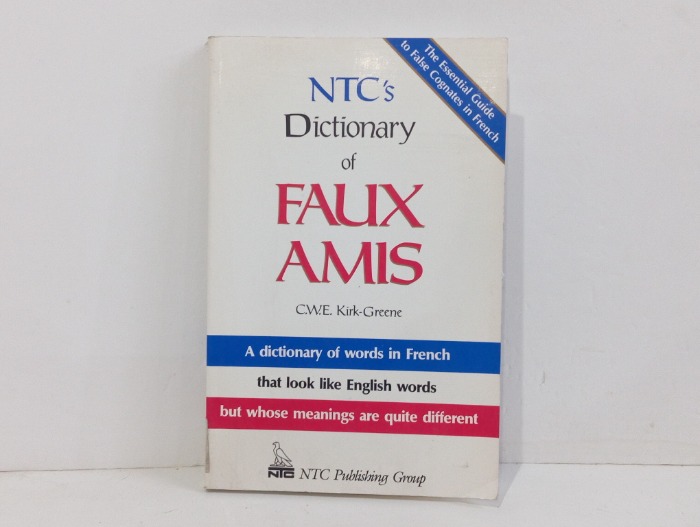 The Essential Guide
to False Cognates in French
NTC's
Dictionary
of
FAUX
AMIS
C.W.E. Kirk-Greene
A dictionary of words in French
that look like English words
but whose meanings are quite different
NTC NTC Publishing Group